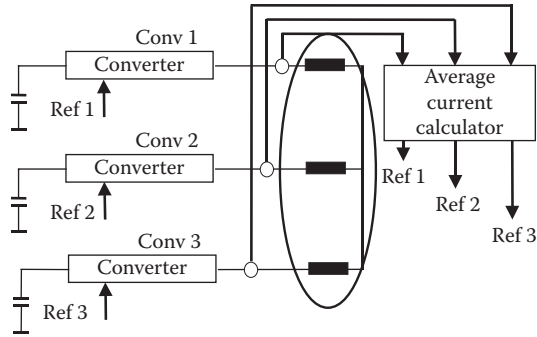 Conv 1
Converter
Ref 1
Conv 2
Converter
Ref 2
Conv 3
Converter
Ref 3
Average
current
calculator
Ref 1
Ref 2
Ref 3